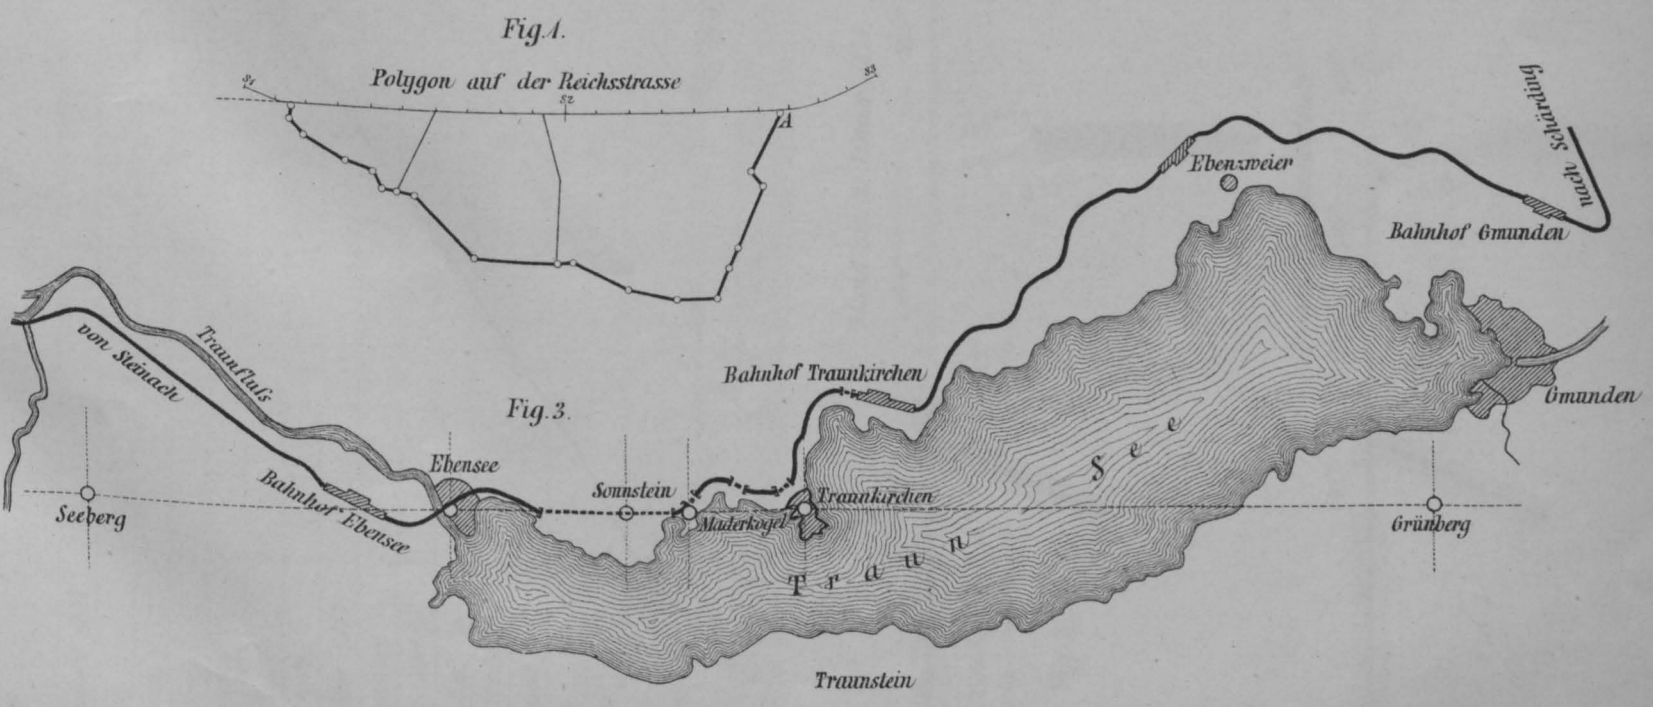 Fig. 1.
Polygon auf der Reichsstrasse
81
82
83
A
nach Schärding
Ebenzweier
Bahnhof Gmunden
von Steinach
Traunfluſs
Bahnhof Traunkirchen
Gmunden
Fig. 3.
Ebensee
Sonnstein
Traunkirchen
Seeberg
Bahnhof Ebensee
Maderkogel
Grünberg
Traun See
Traunstein